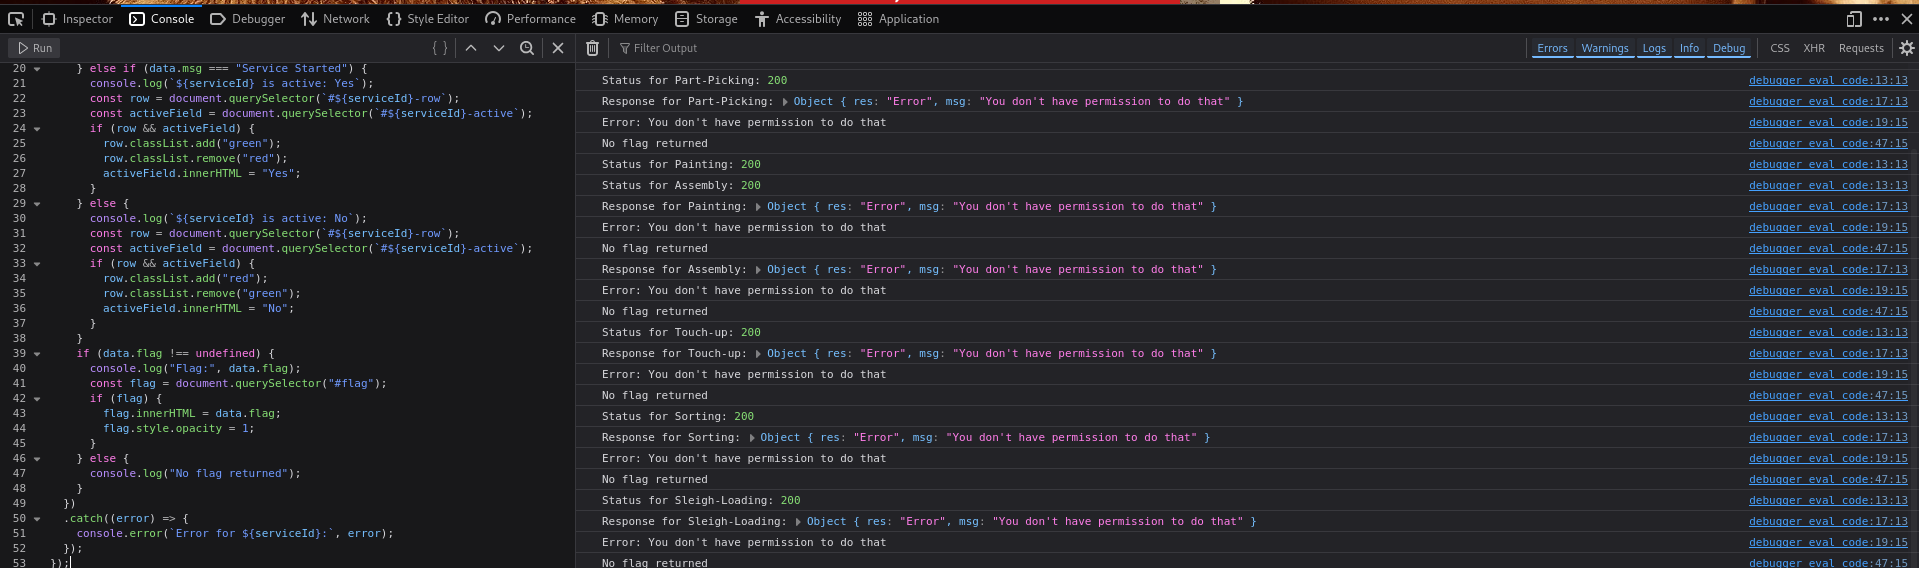 Inspector Console Debugger Network Style Editor Performance Memory Storage Accessibility Application
Run
Filter Output
Errors Warnings Logs Info Debug CSS XHR Requests
20 } else if (data.msg === "Service Started") {
21 console.log(`${serviceId} is active: Yes`);
22 const row = document.querySelector(`#${serviceId}-row`);
23 const activeField = document.querySelector(`#${serviceId}-active`);
24 if (row && activeField) {
25 row.classList.add("green");
26 row.classList.remove("red");
27 activeField.innerHTML = "Yes";
28 }
29 } else {
30 console.log(`${serviceId} is active: No`);
31 const row = document.querySelector(`#${serviceId}-row`);
32 const activeField = document.querySelector(`#${serviceId}-active`);
33 if (row && activeField) {
34 row.classList.add("red");
35 row.classList.remove("green");
36 activeField.innerHTML = "No";
37 }
38 }
39 if (data.flag !== undefined) {
40 console.log("Flag:", data.flag);
41 const flag = document.querySelector("#flag");
42 if (flag) {
43 flag.innerHTML = data.flag;
44 flag.style.opacity = 1;
45 }
46 } else {
47 console.log("No flag returned");
48 }
49 })
50 .catch((error) => {
51 console.error(`Error for ${serviceId}:`, error);
52 });
53 });
Status for Part-Picking: 200 debugger eval code:13:13
Response for Part-Picking: Object { res: "Error", msg: "You don't have permission to do that" } debugger eval code:17:13
Error: You don't have permission to do that debugger eval code:19:15
No flag returned debugger eval code:47:15
Status for Painting: 200 debugger eval code:13:13
Status for Assembly: 200 debugger eval code:13:13
Response for Painting: Object { res: "Error", msg: "You don't have permission to do that" } debugger eval code:17:13
Error: You don't have permission to do that debugger eval code:19:15
No flag returned debugger eval code:47:15
Response for Assembly: Object { res: "Error", msg: "You don't have permission to do that" } debugger eval code:17:13
Error: You don't have permission to do that debugger eval code:19:15
No flag returned debugger eval code:47:15
Status for Touch-up: 200 debugger eval code:13:13
Response for Touch-up: Object { res: "Error", msg: "You don't have permission to do that" } debugger eval code:17:13
Error: You don't have permission to do that debugger eval code:19:15
No flag returned debugger eval code:47:15
Status for Sorting: 200 debugger eval code:13:13
Response for Sorting: Object { res: "Error", msg: "You don't have permission to do that" } debugger eval code:17:13
Error: You don't have permission to do that debugger eval code:19:15
No flag returned debugger eval code:47:15
Status for Sleigh-Loading: 200 debugger eval code:13:13
Response for Sleigh-Loading: Object { res: "Error", msg: "You don't have permission to do that" } debugger eval code:17:13
Error: You don't have permission to do that debugger eval code:19:15
No flag returned debugger eval code:47:15